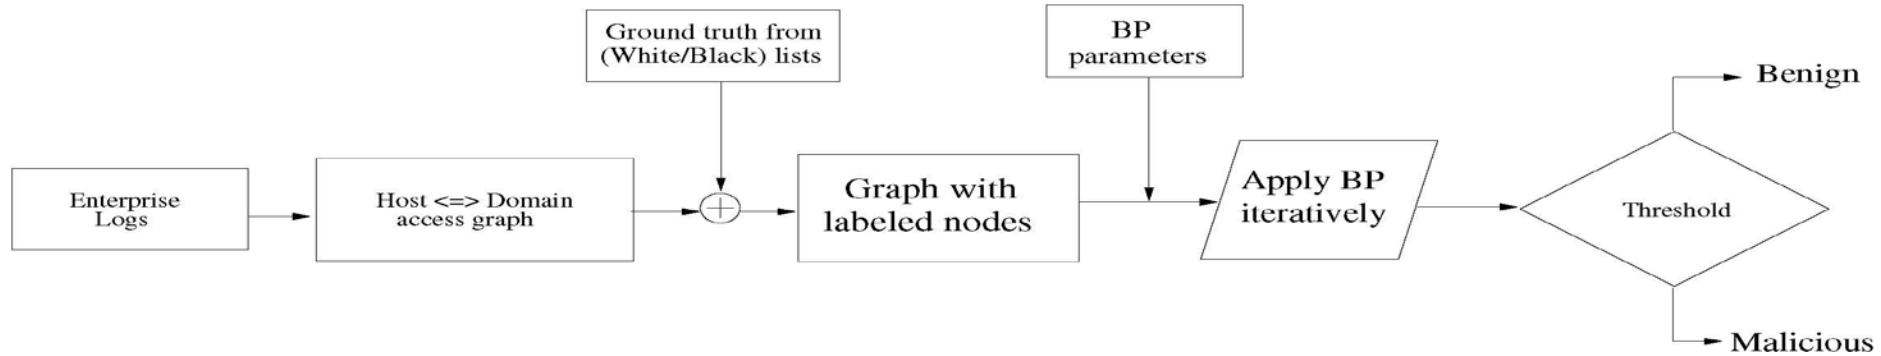 Ground truth from
(White/Black) lists
BP
parameters
Benign
Enterprise
Logs
Host <=> Domain
access graph
Graph with
labeled nodes
Apply BP
iteratively
Threshold
Malicious